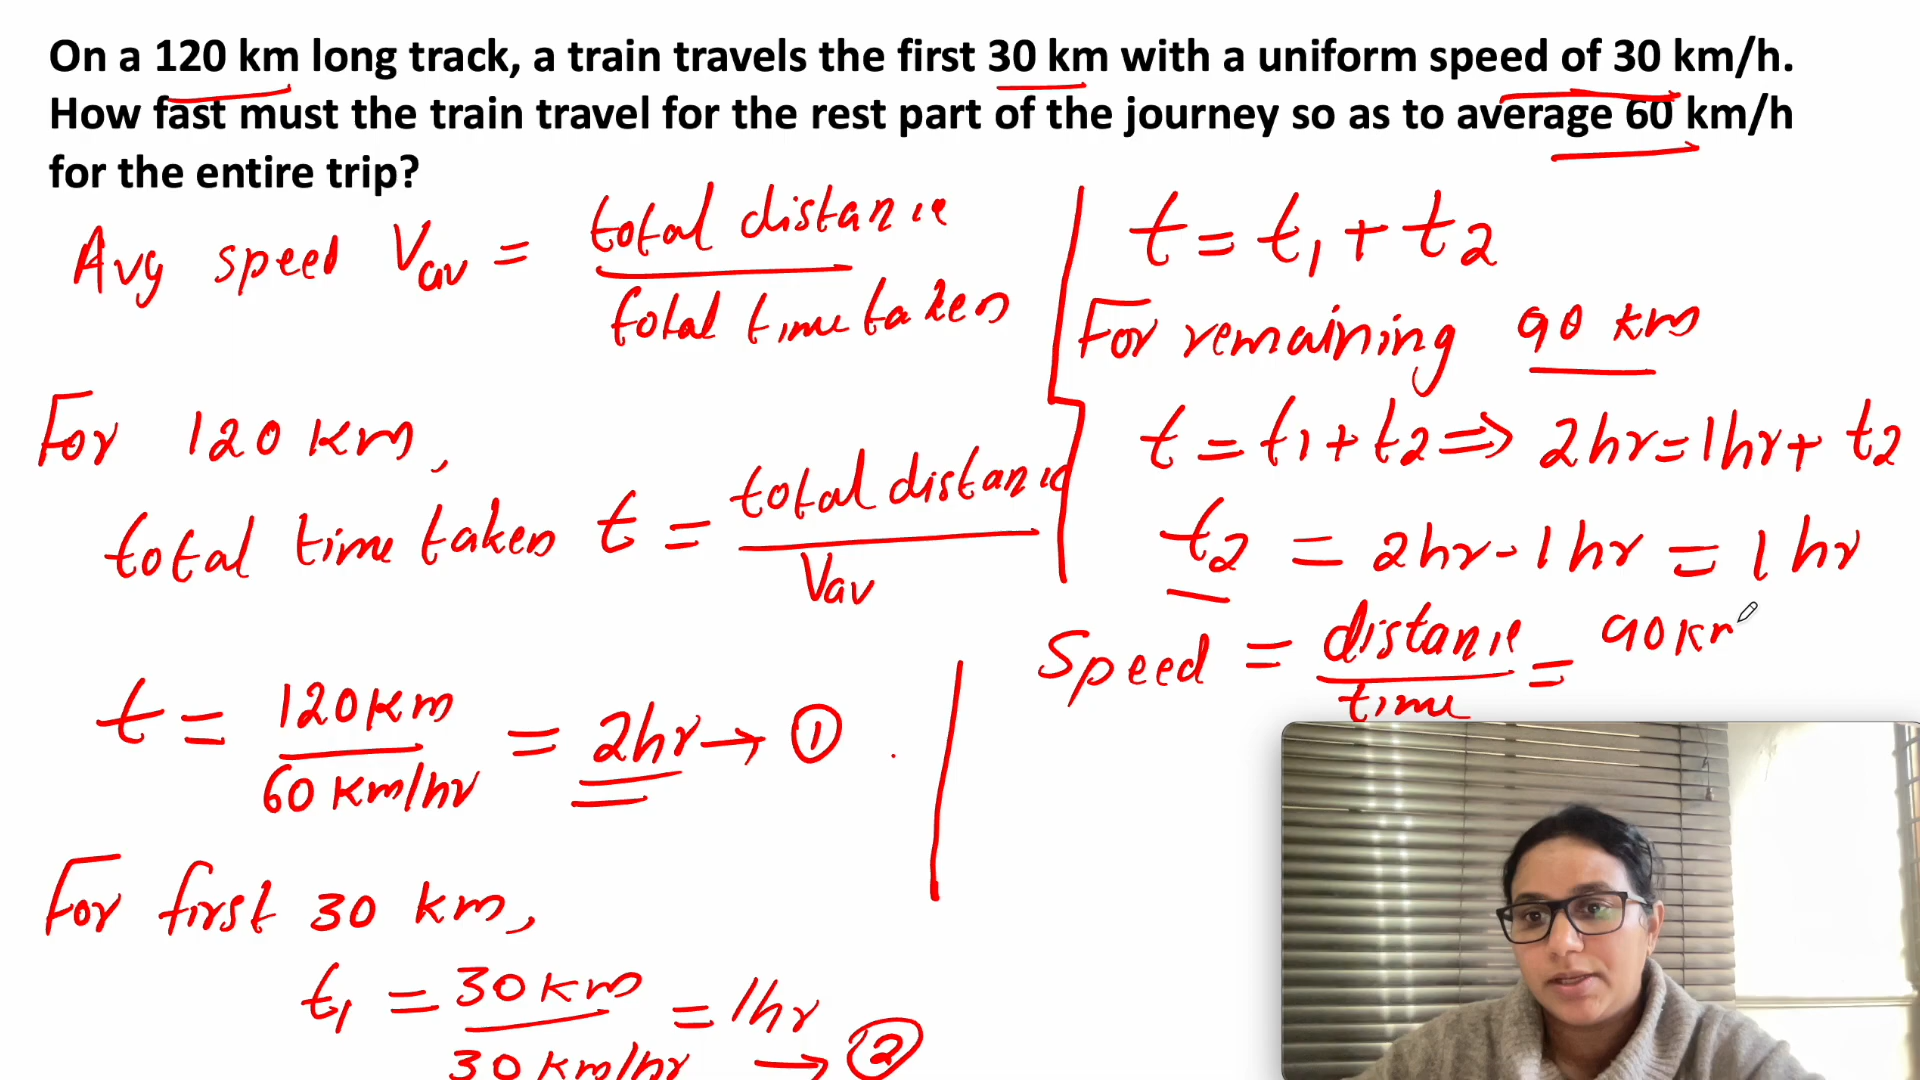 On a 120 km long track, a train travels the first 30 km with a uniform speed of 30 km/h.
How fast must the train travel for the rest part of the journey so as to average 60 km/h
for the entire trip?
Avg speed Vav = total distance / total time taken
For 120 km,
total time taken t = total distance / Vav
t = 120 km / 60 km/hr = 2hr → ①
For first 30 km,
t1 = 30 km / 30 km/hr = 1hr → ②
t = t1 + t2
For remaining 90 km
t = t1 + t2 ⇒ 2hr = 1hr + t2
t2 = 2hr - 1hr = 1hr
Speed = distance / time = 90 km